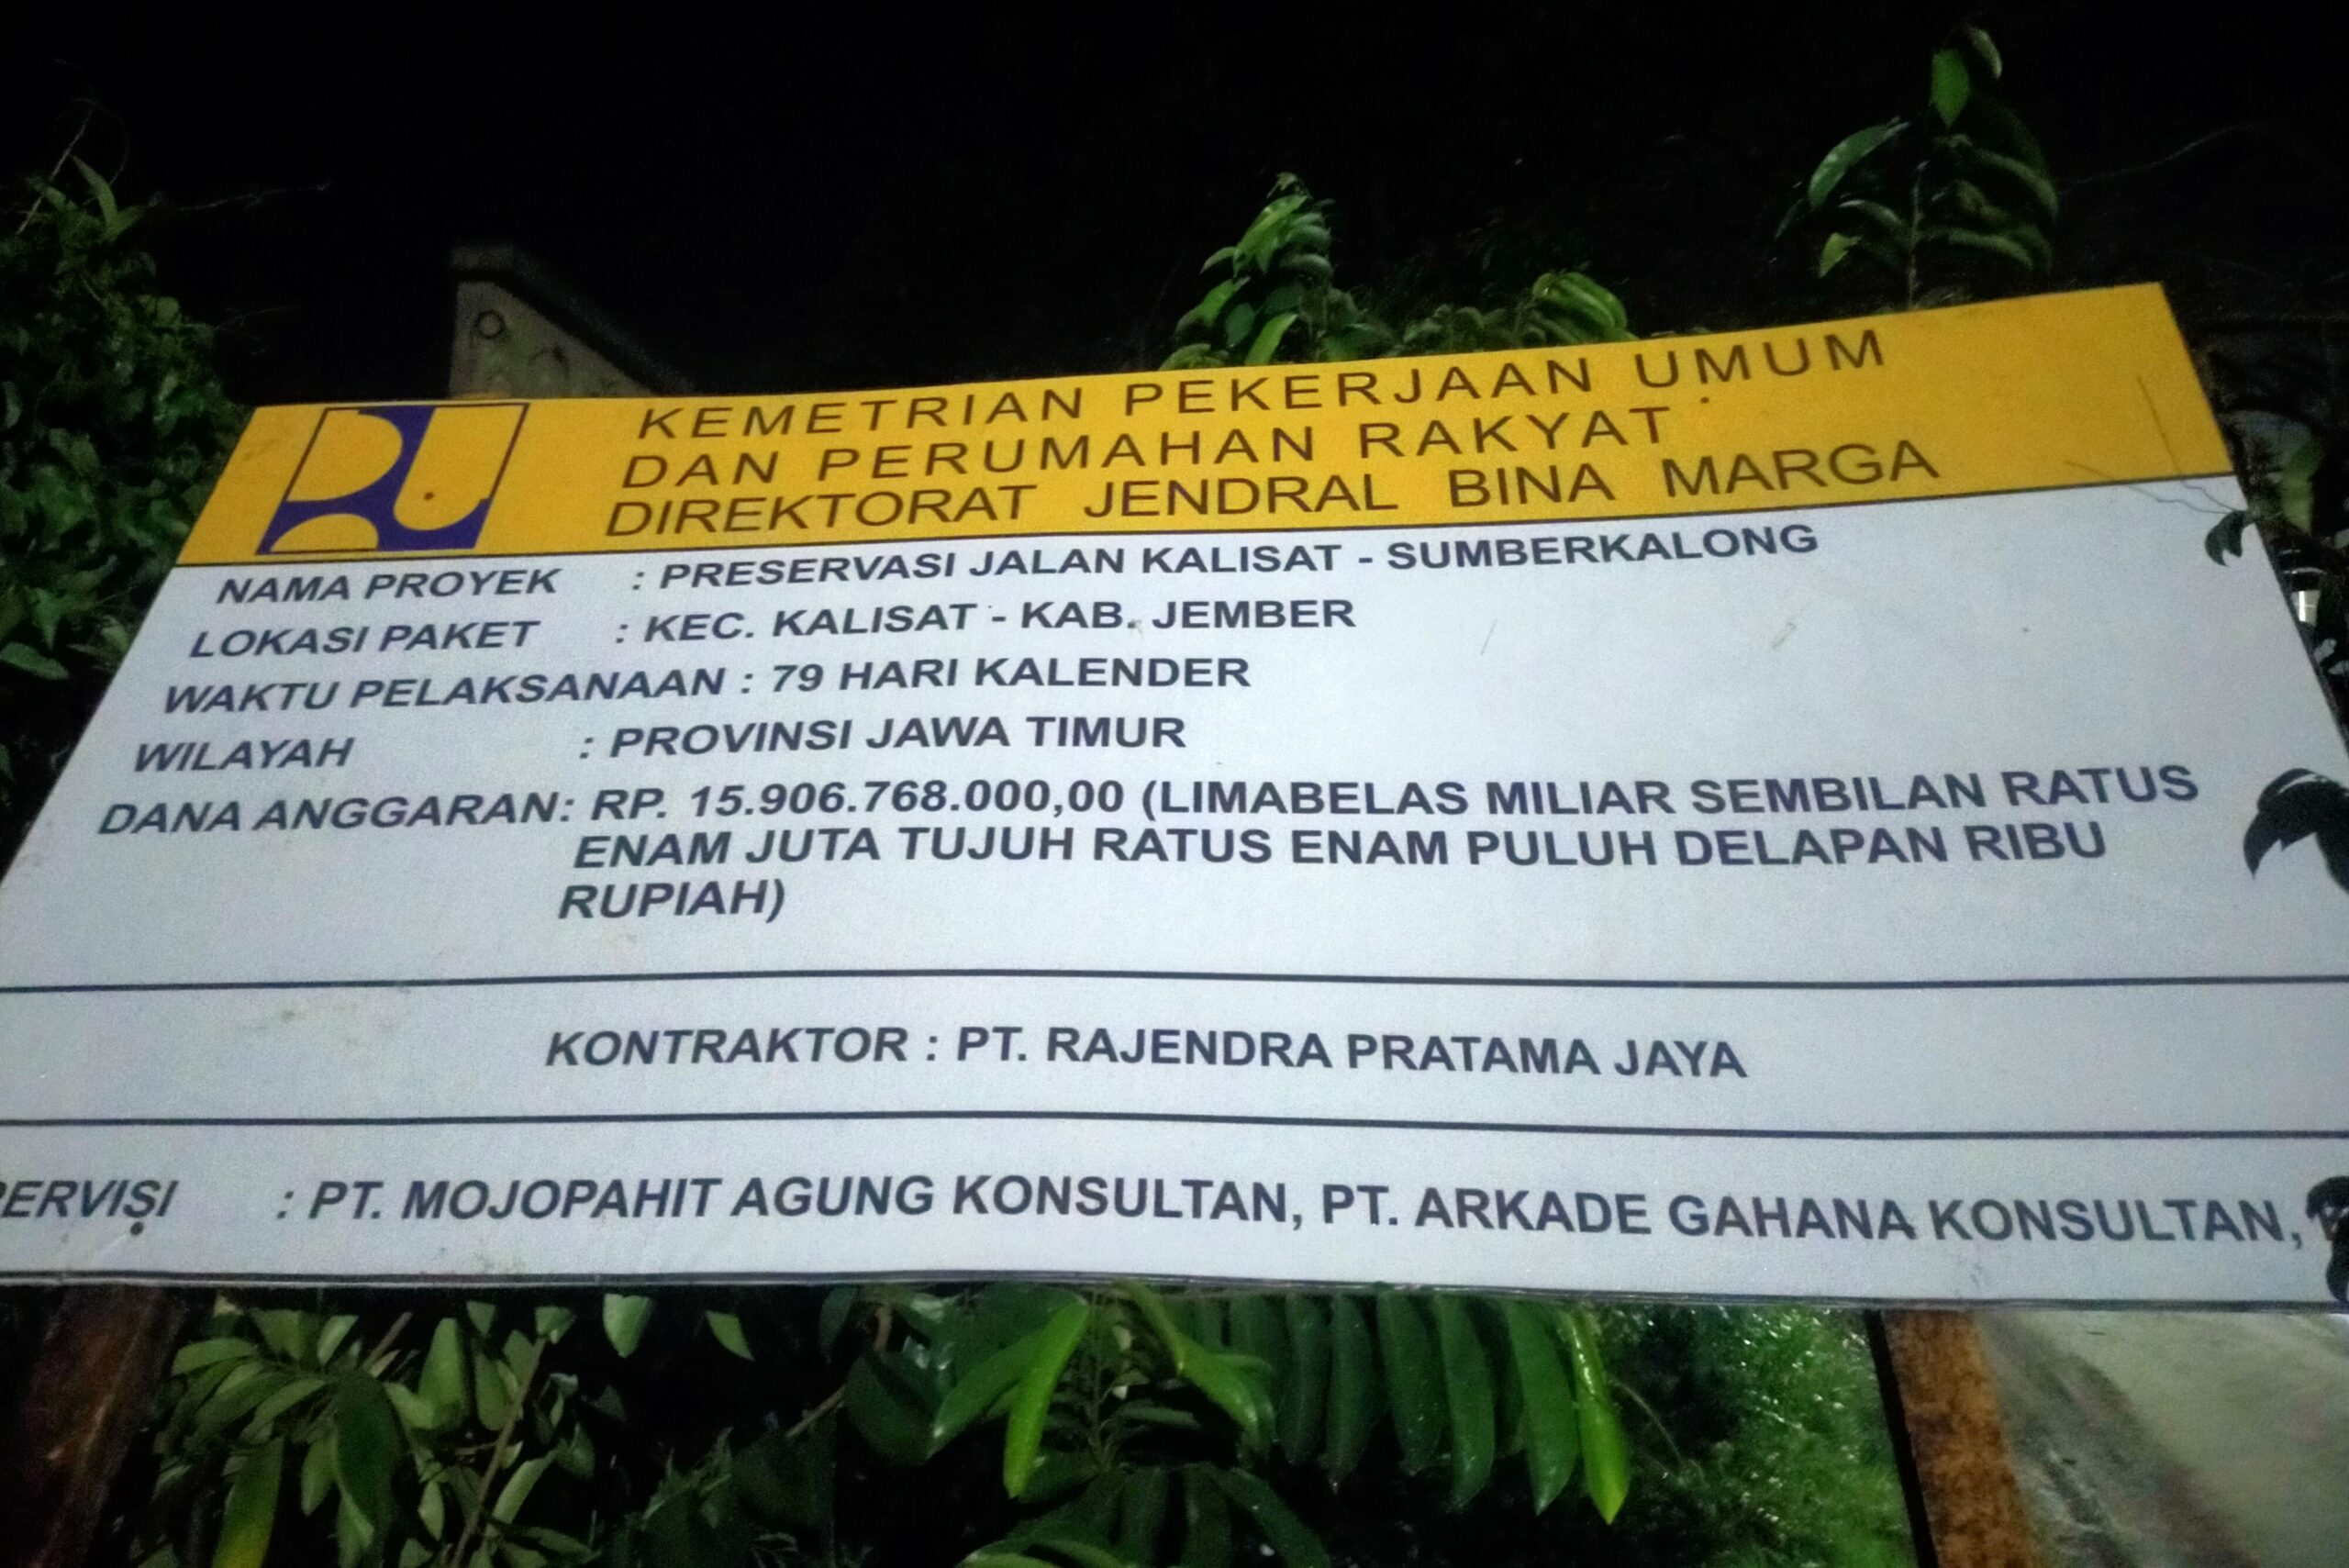 KEMETRIAN PEKERJAAN UMUM
DAN PERUMAHAN RAKYAT
DIREKTORAT JENDRAL BINA MARGA
NAMA PROYEK : PRESERVASI JALAN KALISAT - SUMBERKALONG
LOKASI PAKET : KEC. KALISAT - KAB. JEMBER
WAKTU PELAKSANAAN : 79 HARI KALENDER
WILAYAH : PROVINSI JAWA TIMUR
DANA ANGGARAN: RP. 15.906.768.000,00 (LIMABELAS MILIAR SEMBILAN RATUS
ENAM JUTA TUJUH RATUS ENAM PULUH DELAPAN RIBU
RUPIAH)
KONTRAKTOR : PT. RAJENDRA PRATAMA JAYA
ERVISI : PT. MOJOPAHIT AGUNG KONSULTAN, PT. ARKADE GAHANA KONSULTAN,